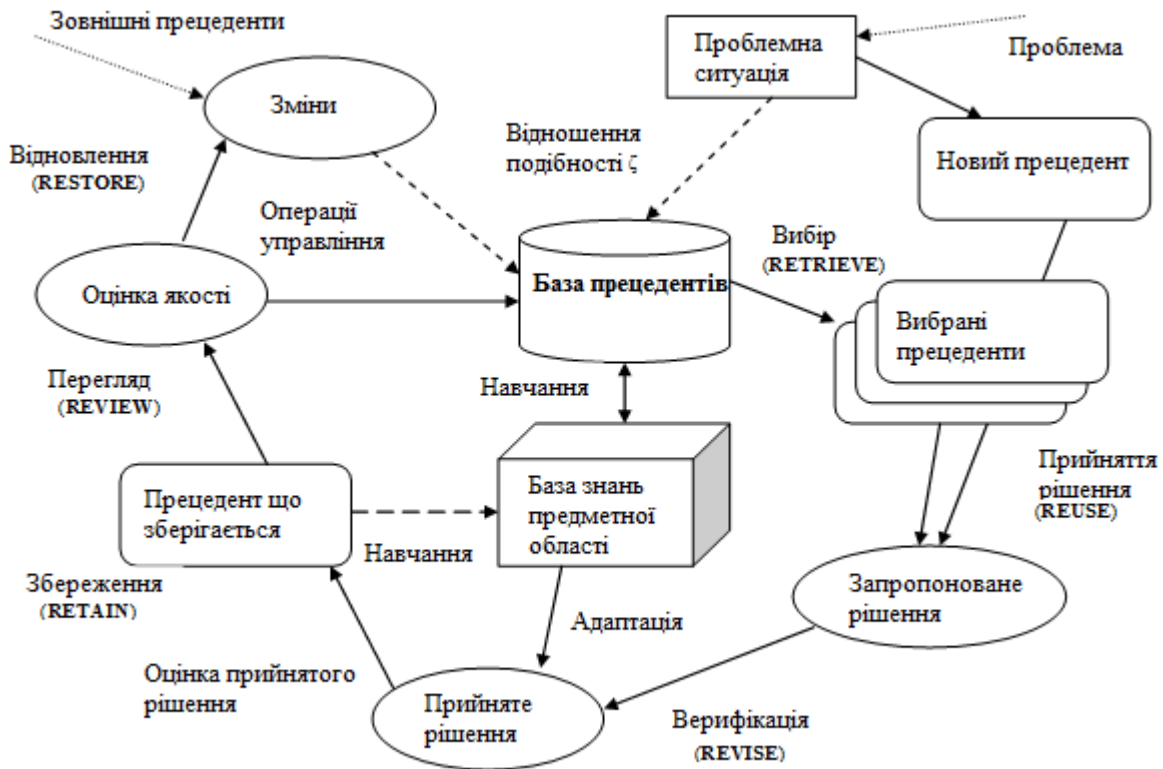 Зовнішні прецеденти
Проблемна
ситуація
Проблема
Зміни
Відношення
подібності ζ
Новий прецедент
Відновлення
(RESTORE)
Операції
управління
Вибір
(RETRIEVE)
Оцінка якості
База прецедентів
Вибрані
прецеденти
Перегляд
(REVIEW)
Навчання
Прийняття
рішення
(REUSE)
Прецедент що
зберігається
База знань
предметної
області
Навчання
Збереження
(RETAIN)
Запропоноване
рішення
Адаптація
Оцінка прийнятого
рішення
Прийняте
рішення
Верифікація
(REVISE)